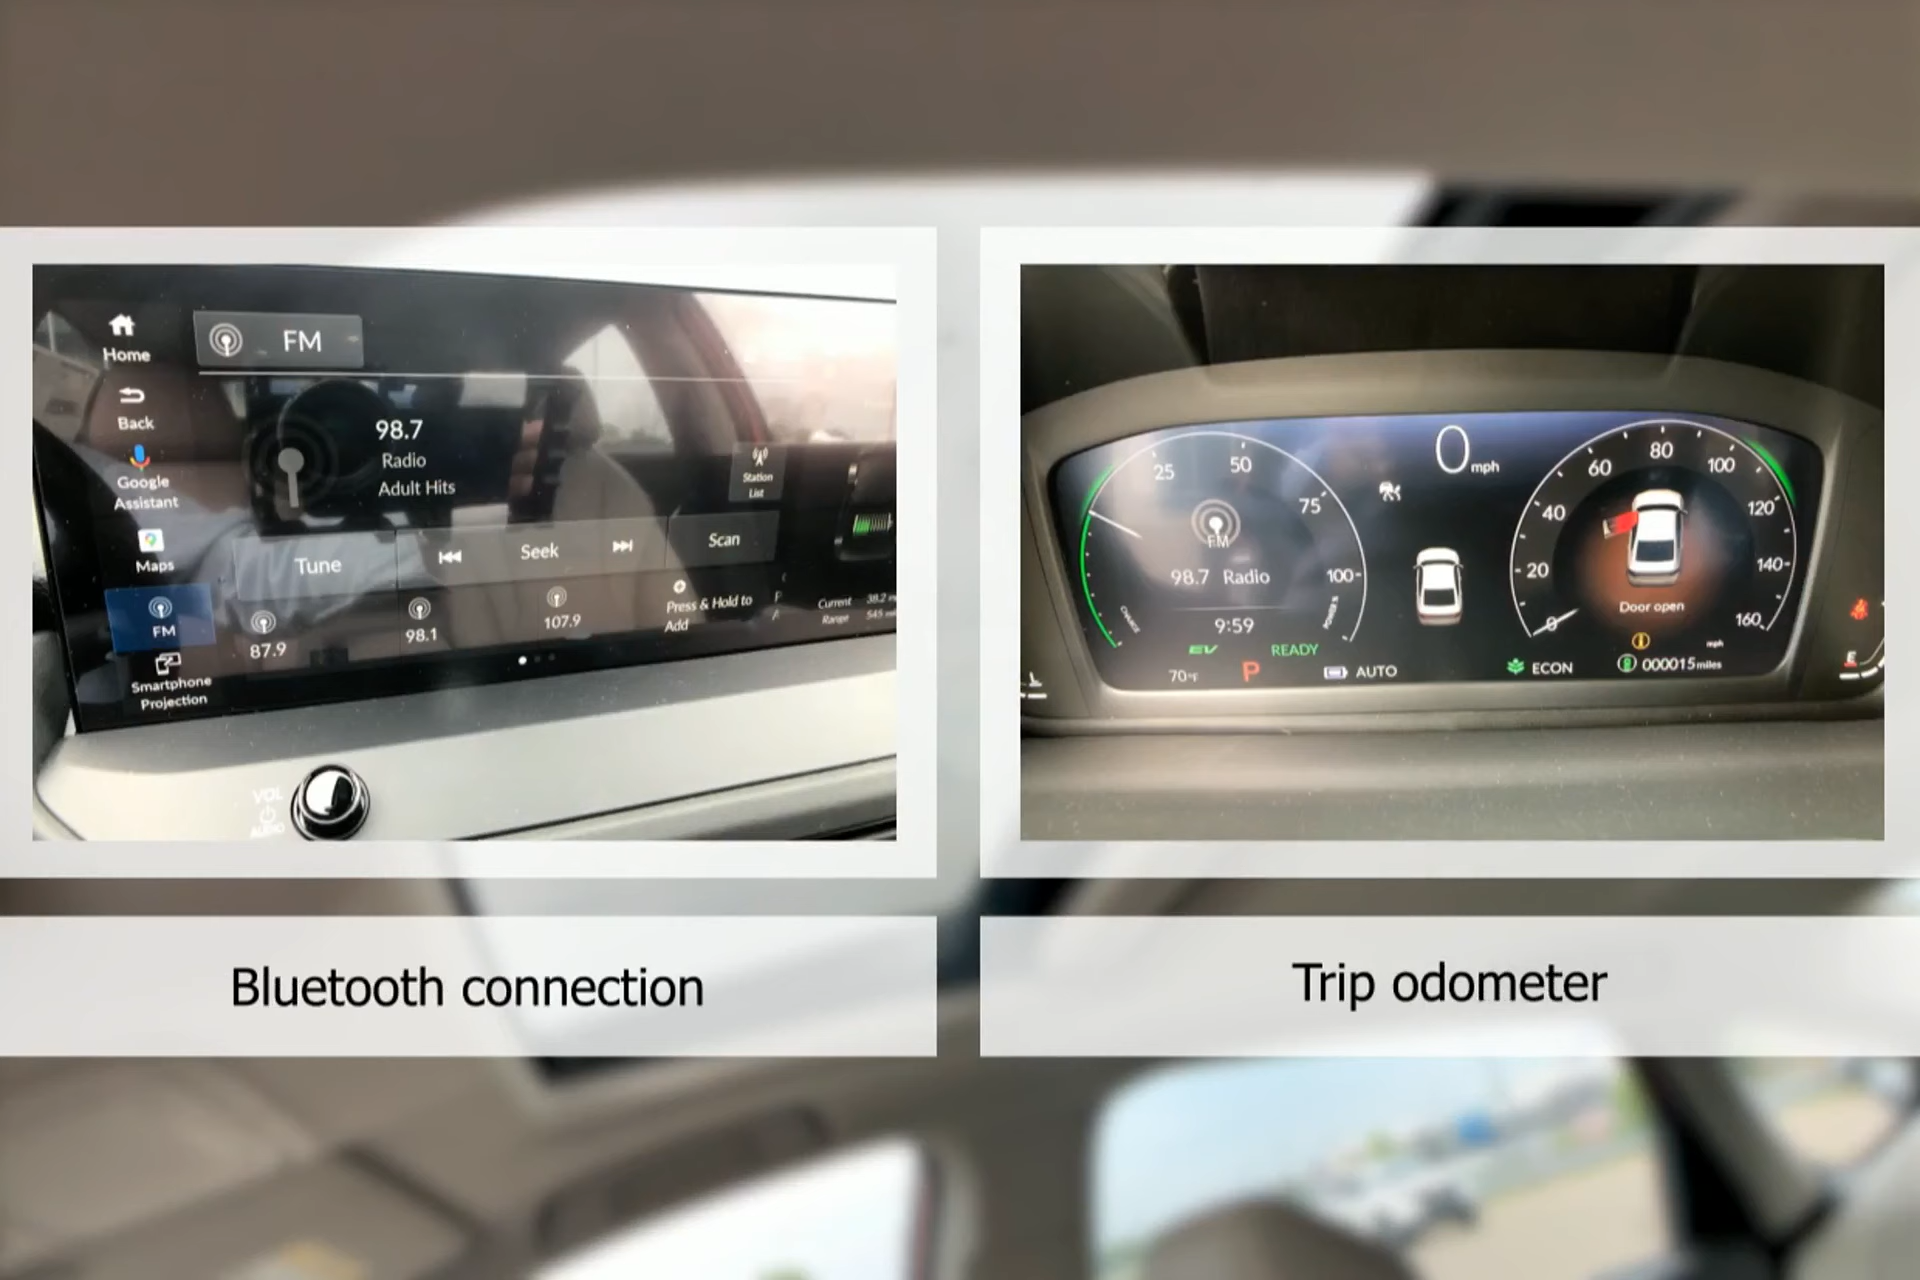 Home
FM
Back
98.7
Radio
Adult Hits
Google
Assistant
Station
List
Maps
Tune
Seek
Scan
FM
87.9
98.1
107.9
Press & Hold to
Add
Current
Range
Smartphone
Projection
VOL
AUDIO
0 mph
25
50
75
100
CHARGE
POWER %
FM
98.7 Radio
9:59
EV
READY
70°F
P
AUTO
0
20
40
60
80
100
120
140
160
Door open
mph
ECON
000015 miles
E
Bluetooth connection
Trip odometer